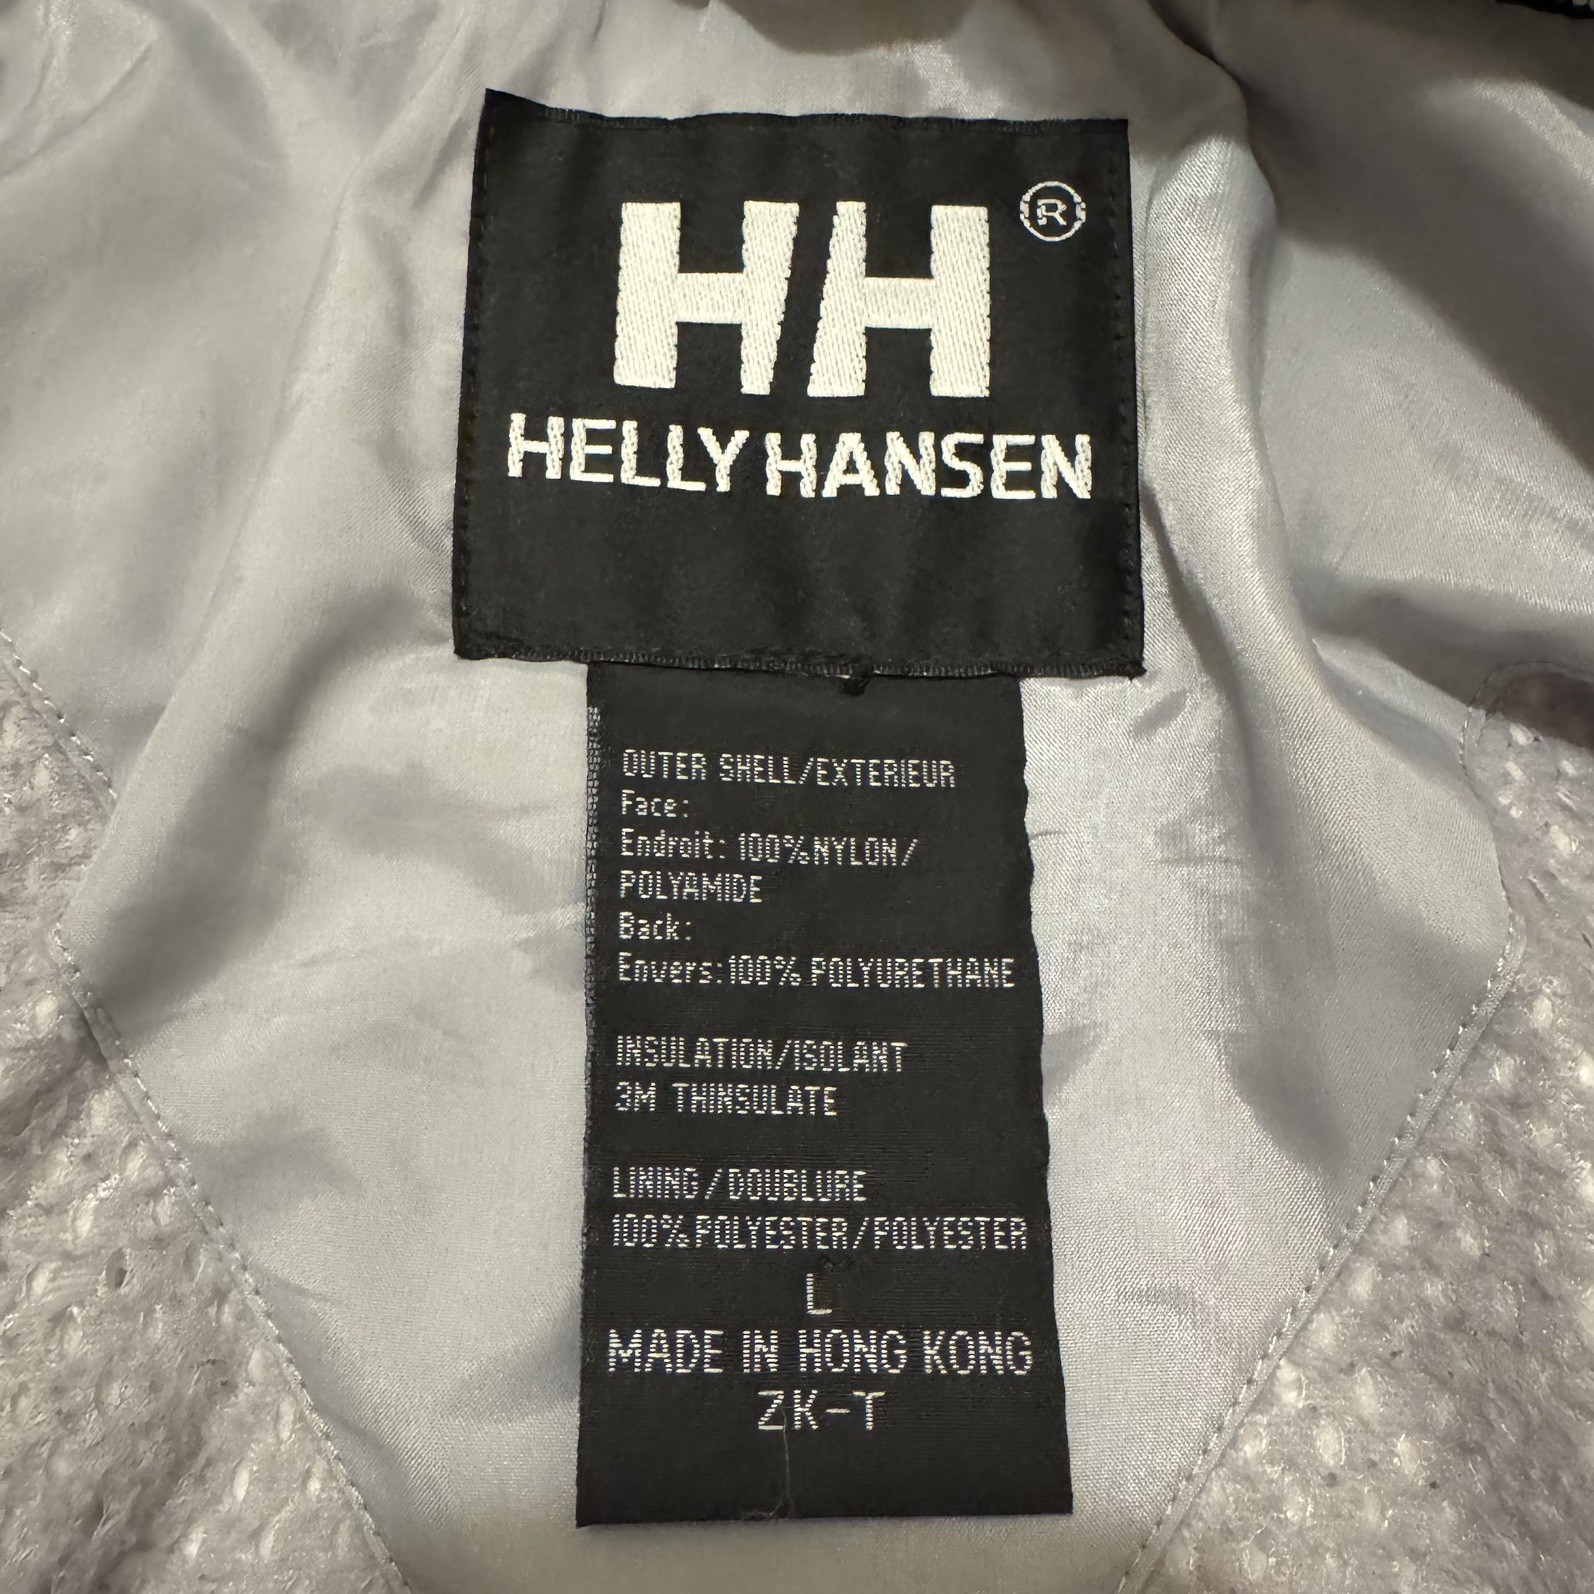 HH®
HELLY HANSEN
OUTER SHELL/EXTERIEUR
Face:
Endroit: 100%NYLON/
POLYAMIDE
Back:
Envers:100% POLYURETHANE
INSULATION/ISOLANT
3M THINSULATE
LINING/DOUBLURE
100%POLYESTER/POLYESTER
L
MADE IN HONG KONG
ZK-T